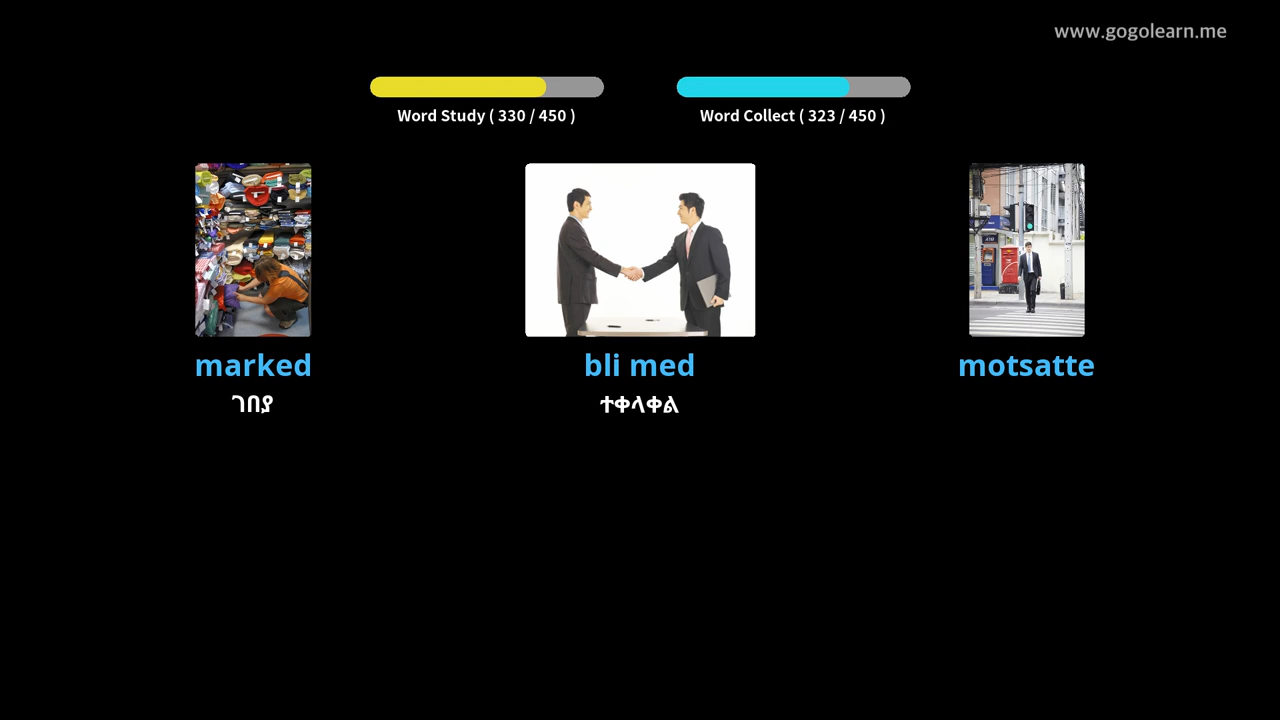 www.gogolearn.me
Word Study ( 330 / 450 )
Word Collect ( 323 / 450 )
marked
bli med
motsatte
ገበያ
ተቀላቀል